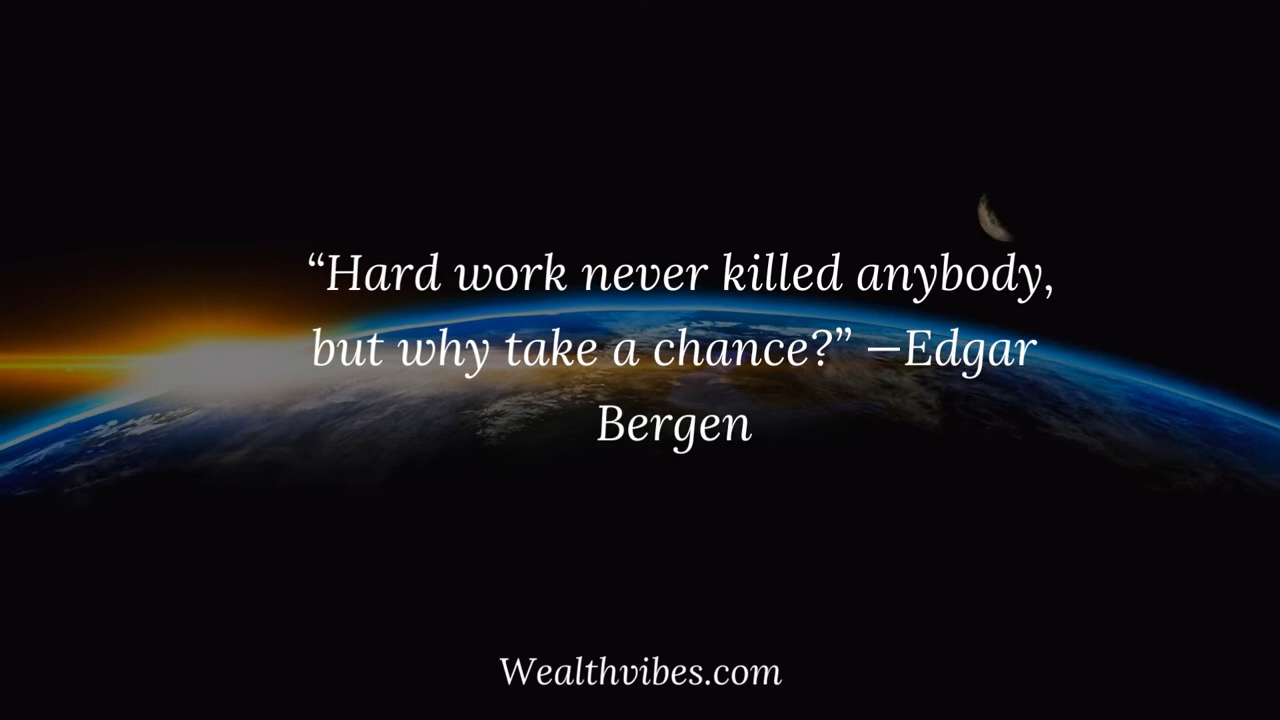 “Hard work never killed anybody,
but why take a chance?” —Edgar
Bergen
Wealthvibes.com